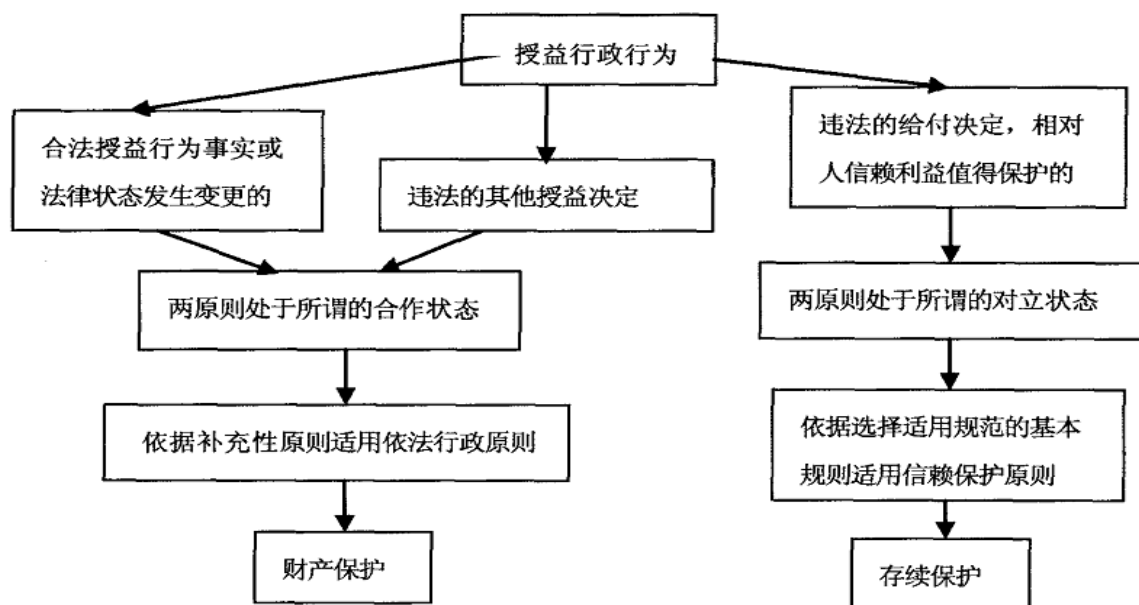 授益行政行为
合法授益行为事实或
法律状态发生变更的
违法的其他授益决定
违法的给付决定，相对
人信赖利益值得保护的
两原则处于所谓的合作状态
两原则处于所谓的对立状态
依据补充性原则适用依法行政原则
依据选择适用规范的基本
规则适用信赖保护原则
财产保护
存续保护